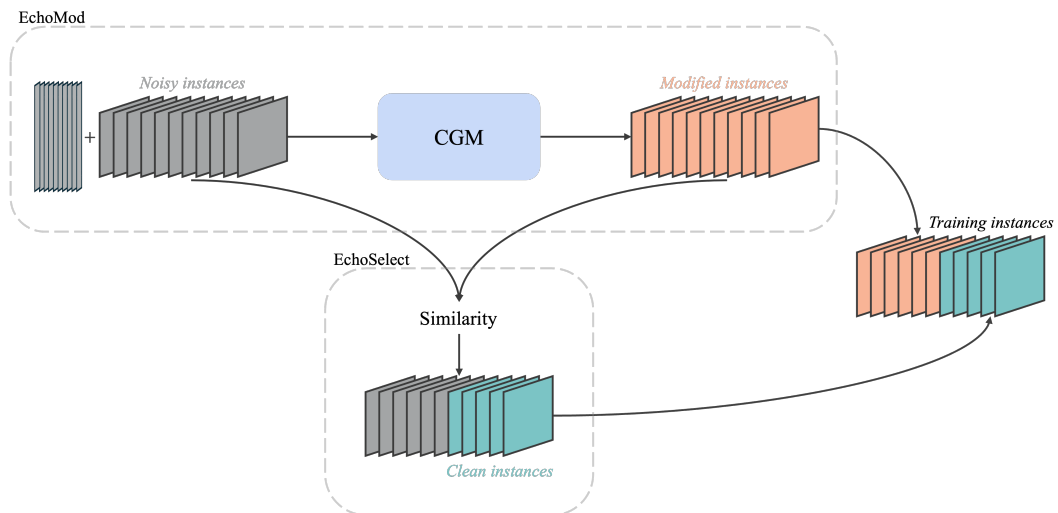 EchoMod
Noisy instances
Modified instances
+
CGM
Training instances
EchoSelect
Similarity
Clean instances